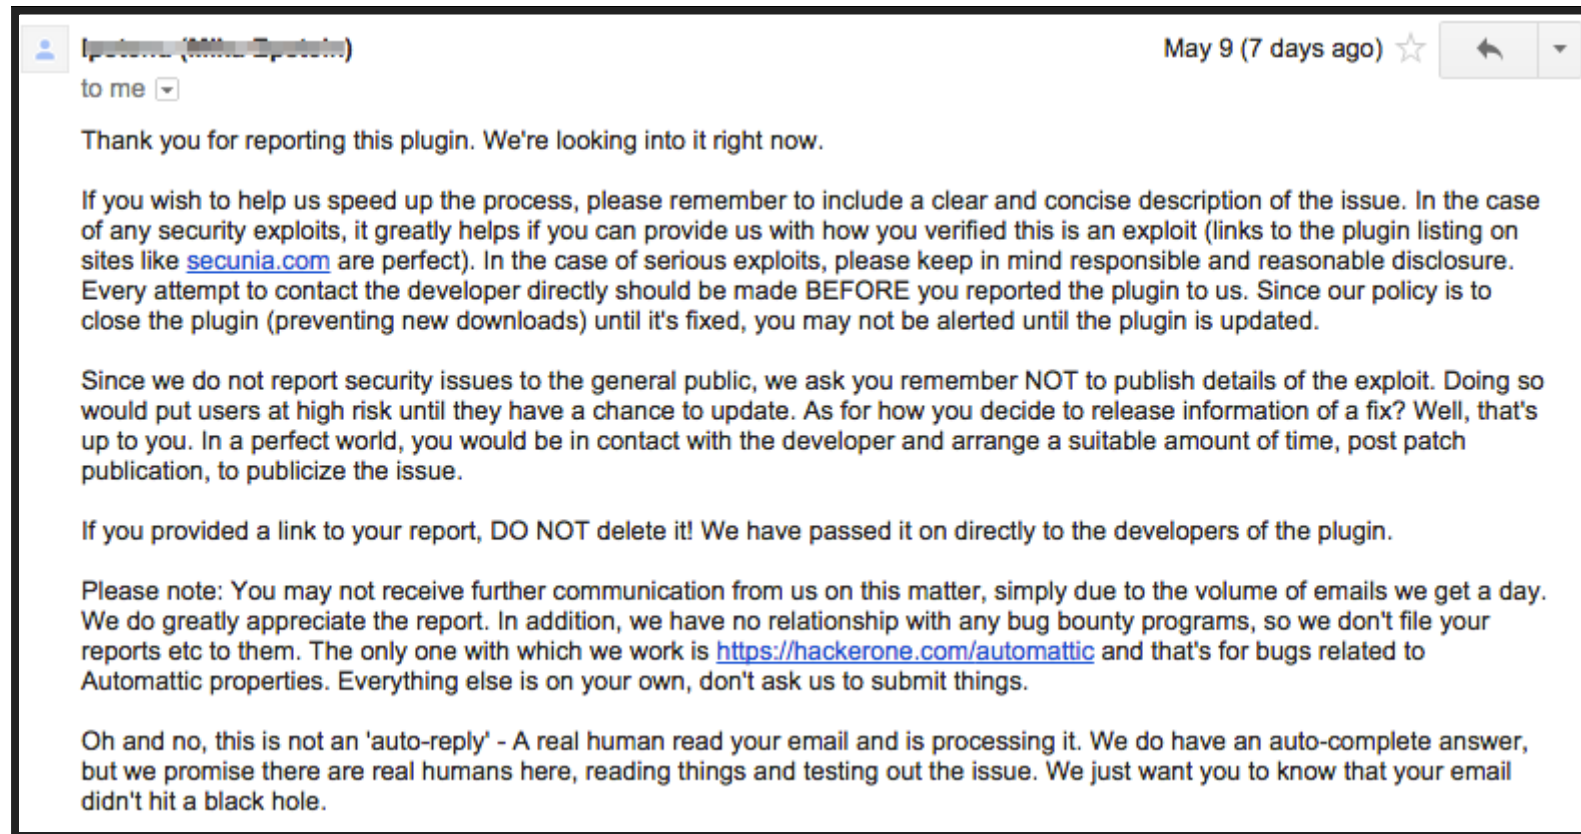 May 9 (7 days ago)
to me
Thank you for reporting this plugin. We're looking into it right now.
If you wish to help us speed up the process, please remember to include a clear and concise description of the issue. In the case
of any security exploits, it greatly helps if you can provide us with how you verified this is an exploit (links to the plugin listing on
sites like secunia.com are perfect). In the case of serious exploits, please keep in mind responsible and reasonable disclosure.
Every attempt to contact the developer directly should be made BEFORE you reported the plugin to us. Since our policy is to
close the plugin (preventing new downloads) until it's fixed, you may not be alerted until the plugin is updated.
Since we do not report security issues to the general public, we ask you remember NOT to publish details of the exploit. Doing so
would put users at high risk until they have a chance to update. As for how you decide to release information of a fix? Well, that's
up to you. In a perfect world, you would be in contact with the developer and arrange a suitable amount of time, post patch
publication, to publicize the issue.
If you provided a link to your report, DO NOT delete it! We have passed it on directly to the developers of the plugin.
Please note: You may not receive further communication from us on this matter, simply due to the volume of emails we get a day.
We do greatly appreciate the report. In addition, we have no relationship with any bug bounty programs, so we don't file your
reports etc to them. The only one with which we work is https://hackerone.com/automattic and that's for bugs related to
Automattic properties. Everything else is on your own, don't ask us to submit things.
Oh and no, this is not an 'auto-reply' - A real human read your email and is processing it. We do have an auto-complete answer,
but we promise there are real humans here, reading things and testing out the issue. We just want you to know that your email
didn't hit a black hole.